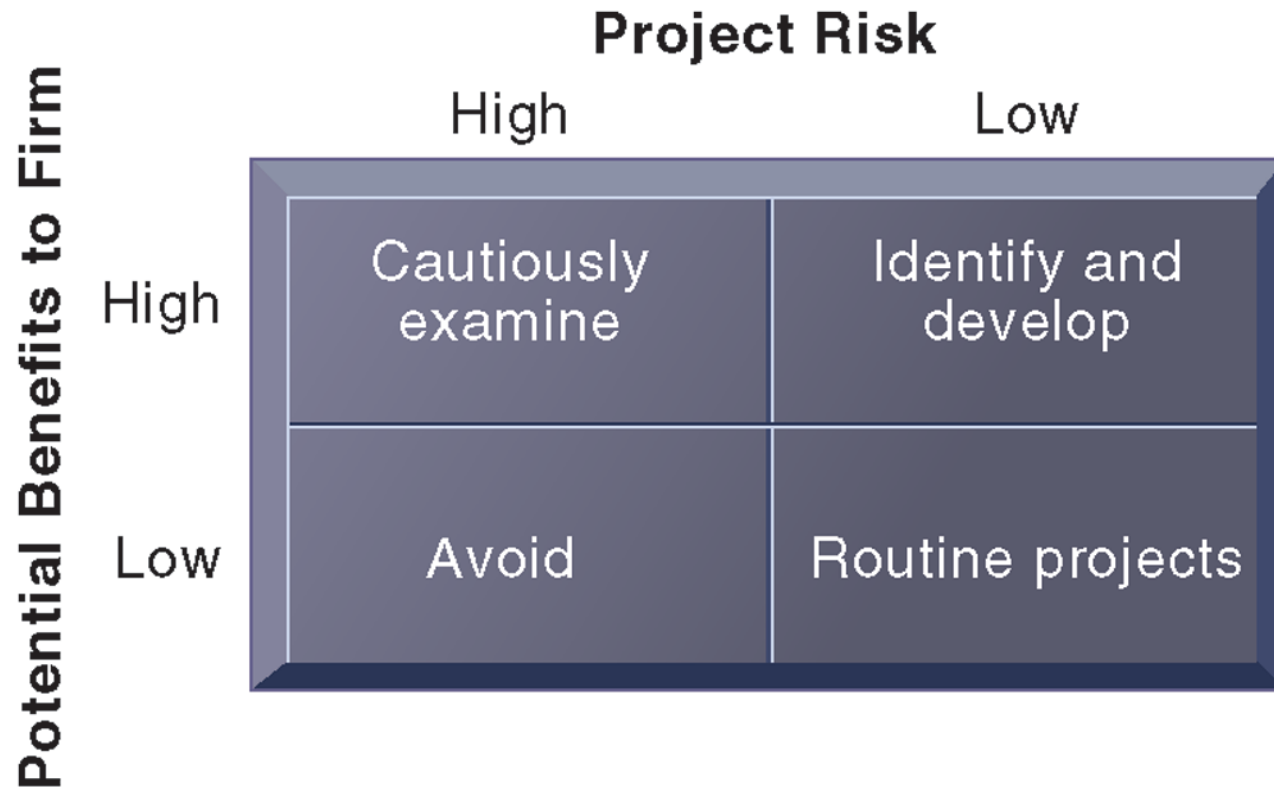 Project Risk
High Low
Potential Benefits to Firm
High
Cautiously
examine
Identify and
develop
Low
Avoid
Routine projects